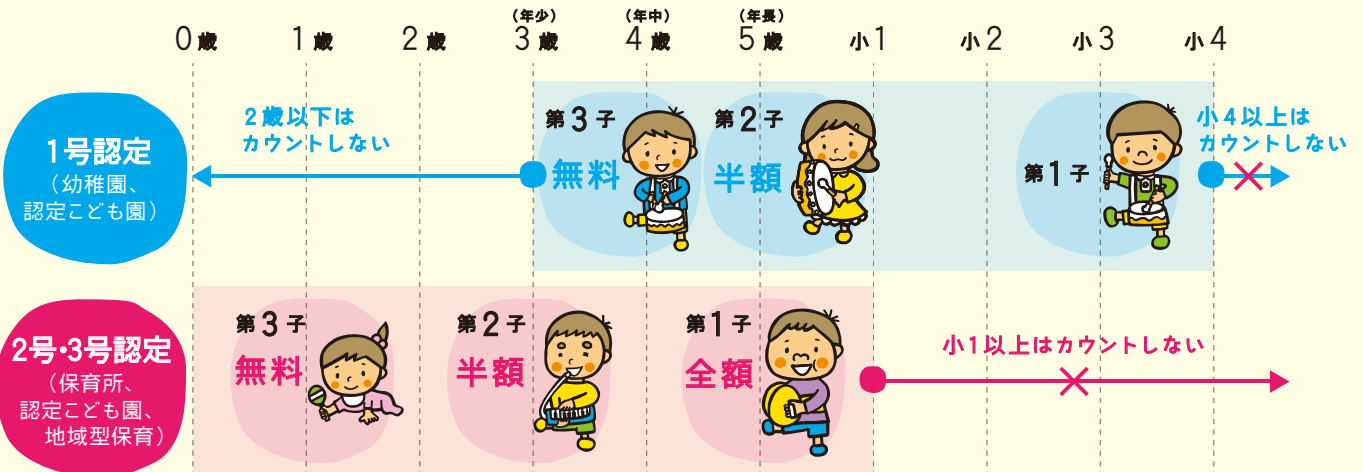 (年少) (年中) (年長)
0歳 1歳 2歳 3歳 4歳 5歳 小1 小2 小3 小4
1号認定
(幼稚園、
認定こども園)
2歳以下は
カウントしない
第3子
無料
第2子
半額
第1子
小4以上は
カウントしない
2号・3号認定
(保育所、
認定こども園、
地域型保育)
第3子
無料
第2子
半額
第1子
全額
小1以上はカウントしない